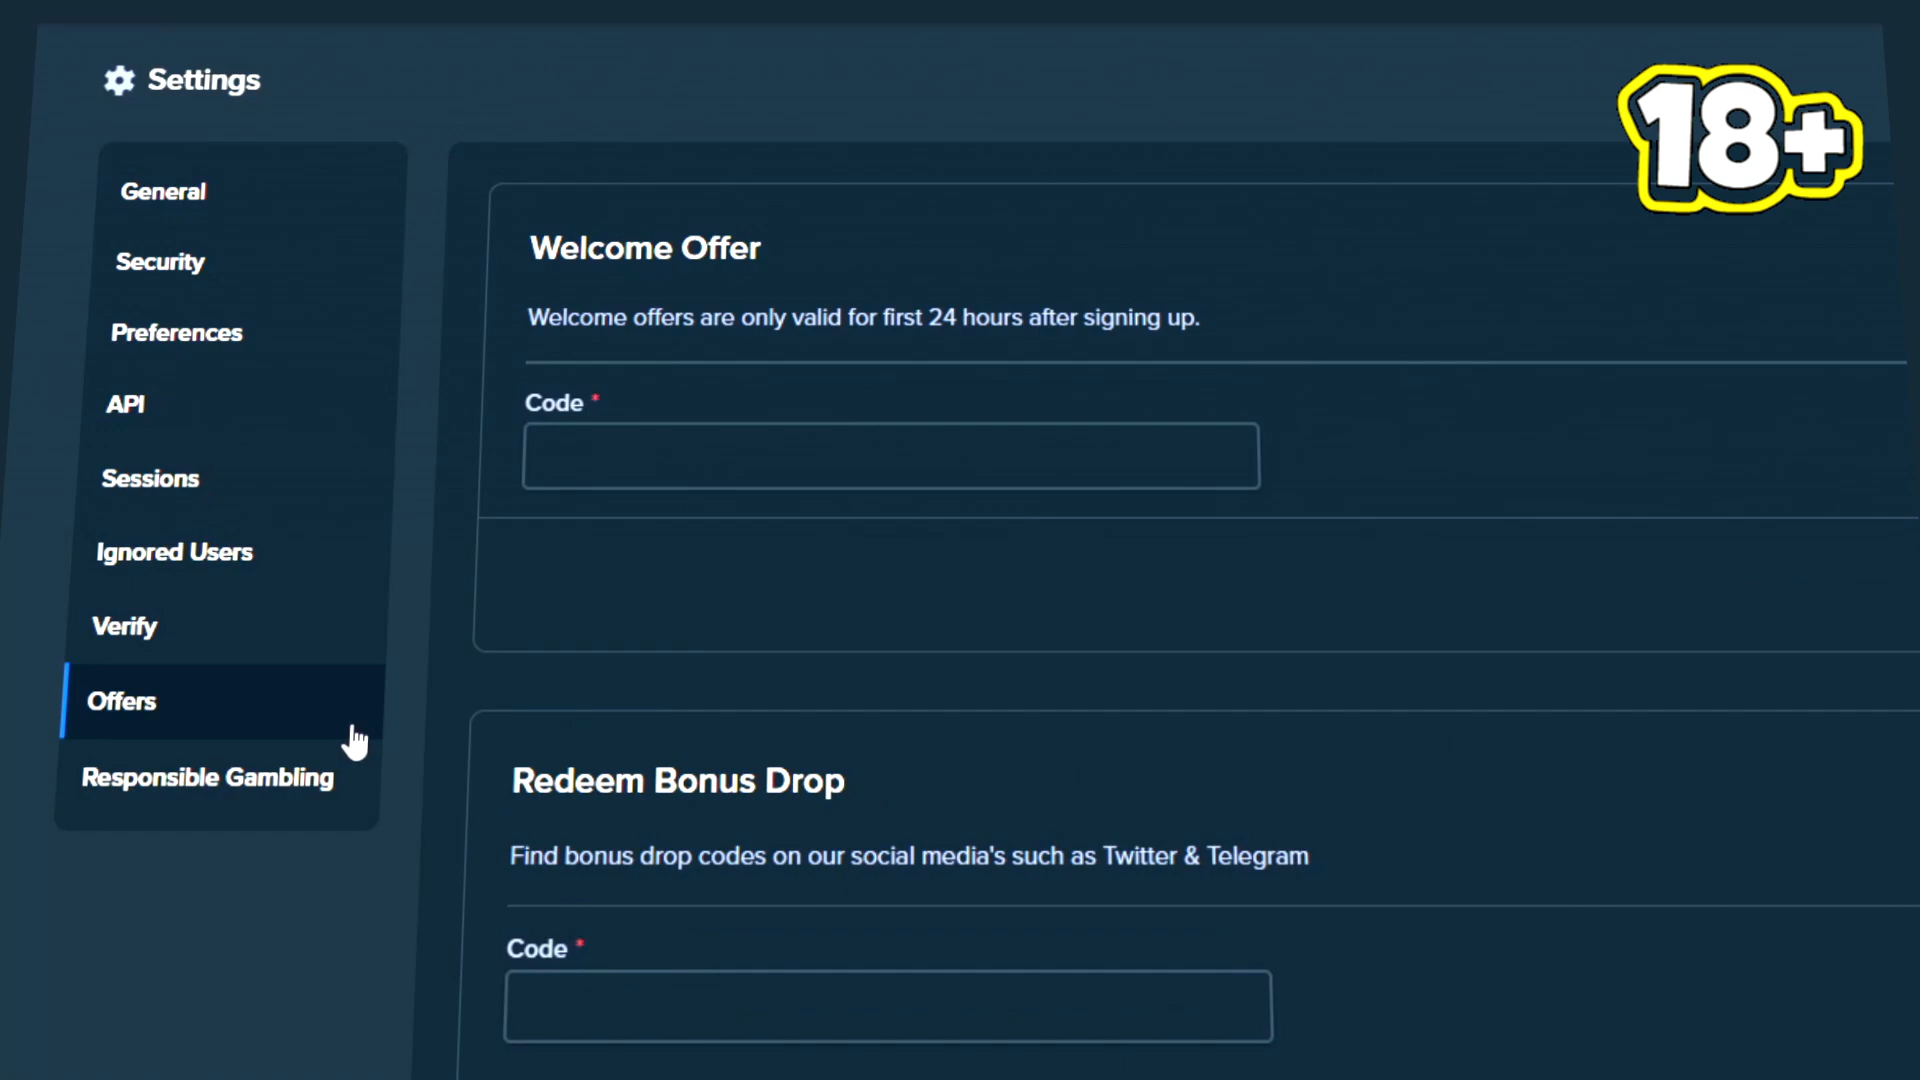 Settings
18+
General
Security
Preferences
API
Sessions
Ignored Users
Verify
Offers
Responsible Gambling
Welcome Offer
Welcome offers are only valid for first 24 hours after signing up.
Code *
Redeem Bonus Drop
Find bonus drop codes on our social media's such as Twitter & Telegram
Code *